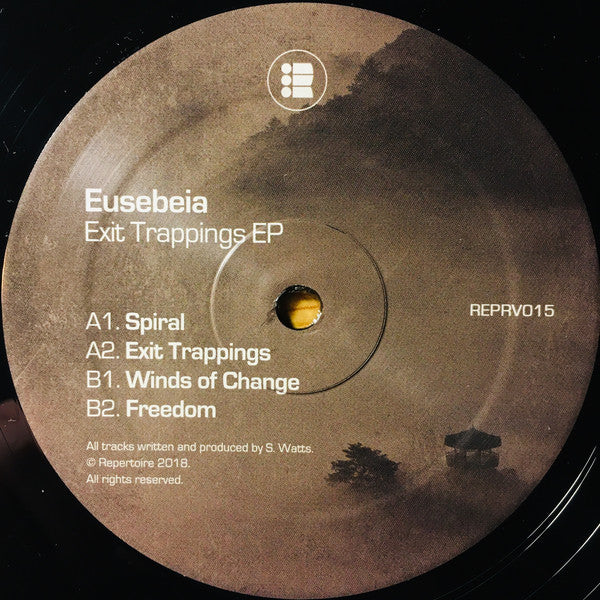 Eusebeia
Exit Trappings EP
REPRV015
A1. Spiral
A2. Exit Trappings
B1. Winds of Change
B2. Freedom
All tracks written and produced by S. Watts.
© Repertoire 2018.
All rights reserved.